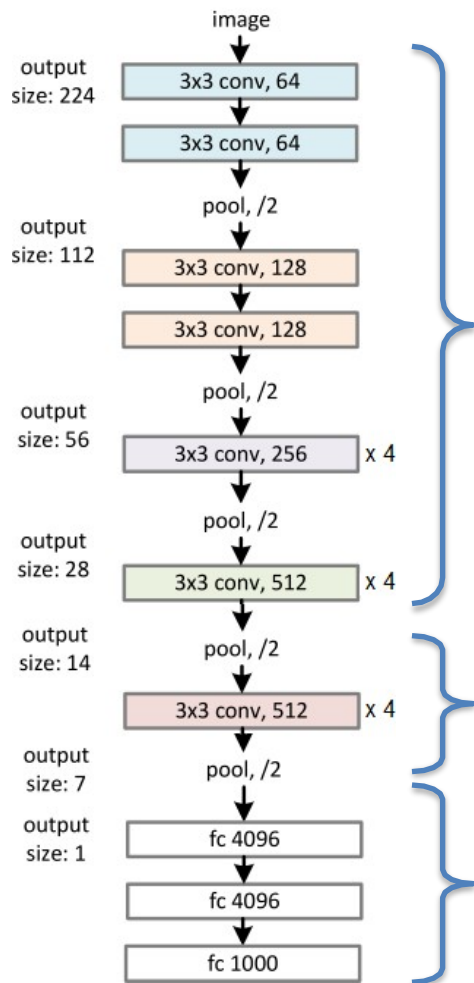 image
output
size: 224
3x3 conv, 64
3x3 conv, 64
pool, /2
output
size: 112
3x3 conv, 128
3x3 conv, 128
pool, /2
output
size: 56
3x3 conv, 256 x 4
pool, /2
output
size: 28
3x3 conv, 512 x 4
output
size: 14
pool, /2
3x3 conv, 512 x 4
output
size: 7
pool, /2
output
size: 1
fc 4096
fc 4096
fc 1000